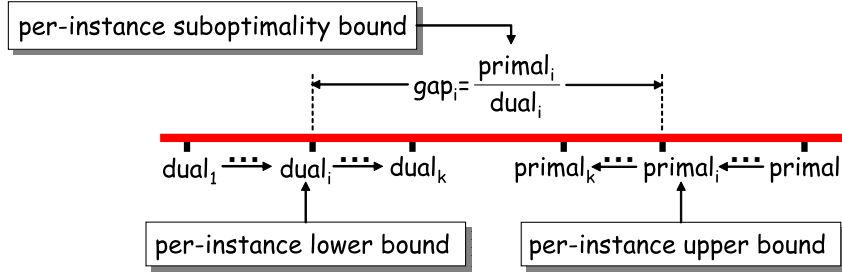 per-instance suboptimality bound
gapᵢ= primalᵢ
dualᵢ
dual₁ ... dualᵢ ... dualₖ primalₖ ... primalᵢ ... primal
per-instance lower bound per-instance upper bound